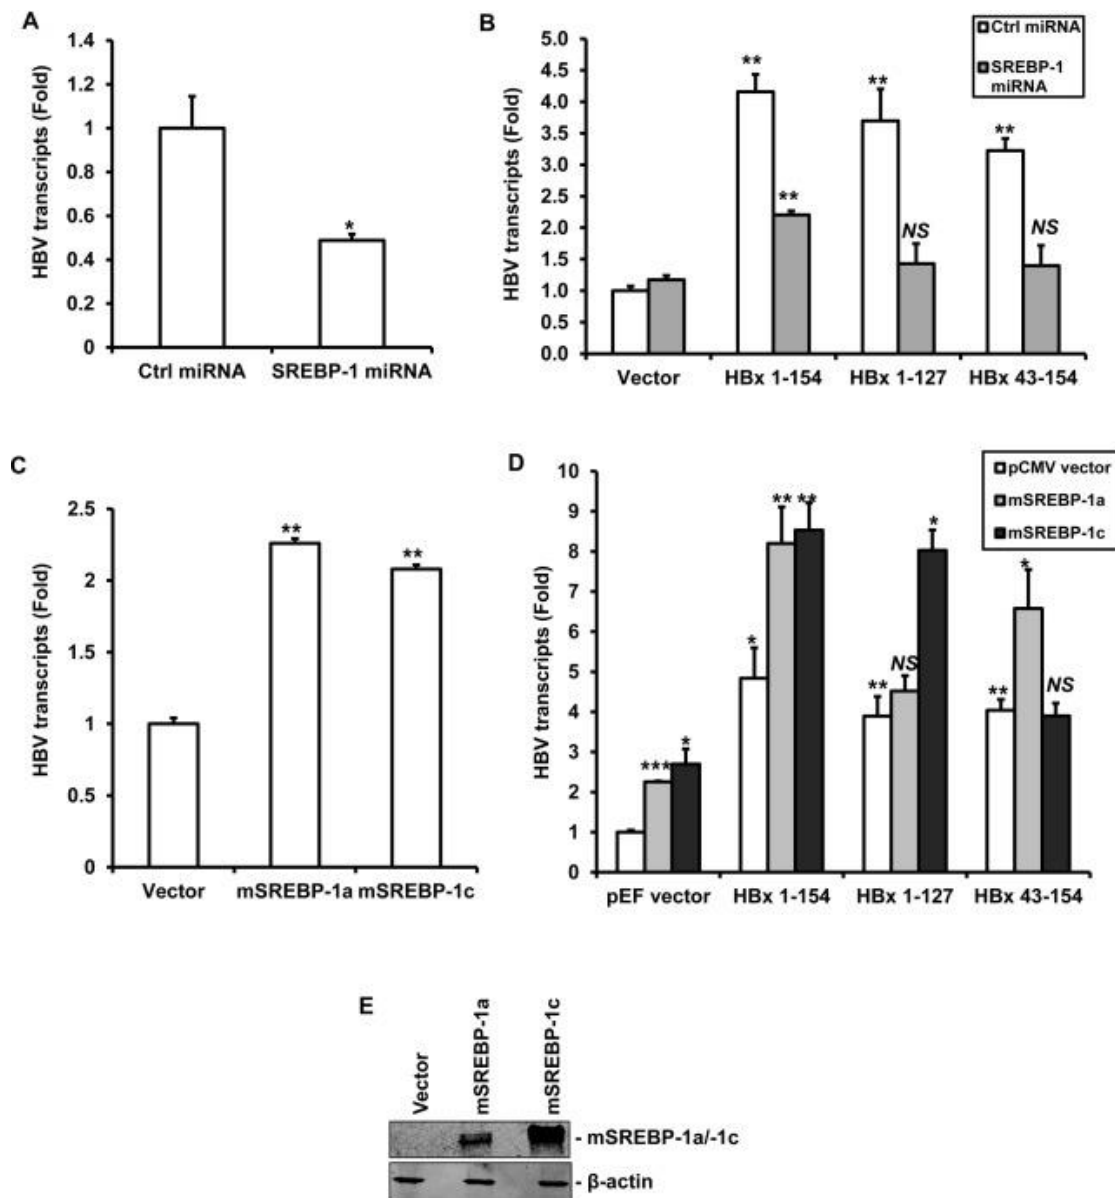 A
HBV transcripts (Fold)
1.4
1.2
1
0.8
0.6
0.4
0.2
0
*
Ctrl miRNA SREBP-1 miRNA
B
HBV transcripts (Fold)
5.0
4.5
4.0
3.5
3.0
2.5
2.0
1.5
1.0
0.5
0.0
Ctrl miRNA
SREBP-1
miRNA
**
**
**
**
NS
NS
Vector HBx 1-154 HBx 1-127 HBx 43-154
C
HBV transcripts (Fold)
2.5
2
1.5
1
0.5
0
**
**
Vector mSREBP-1a mSREBP-1c
D
HBV transcripts (Fold)
10
9
8
7
6
5
4
3
2
1
0
pCMV vector
mSREBP-1a
mSREBP-1c
***
*
*
**
**
**
NS
*
**
*
NS
pEF vector HBx 1-154 HBx 1-127 HBx 43-154
E
Vector
mSREBP-1a
mSREBP-1c
- mSREBP-1a/-1c
- β-actin